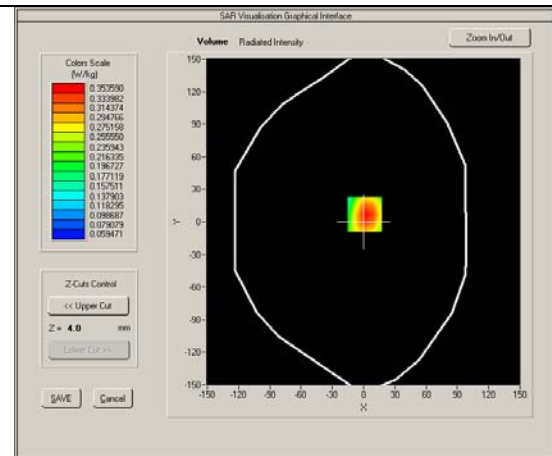 SAR Visualisation Graphical Interface
Volume Radiated Intensity
Zoom In/Out
Colors Scale
(W/kg)
0.353590
0.333982
0.314374
0.294766
0.275158
0.255550
0.235943
0.216335
0.196727
0.177119
0.157511
0.137903
0.118295
0.098687
0.079079
0.059471
Z-Cuts Control
<< Upper Cut
Z = 4.0 mm
Lower Cut >>
SAVE Cancel
150
120
90
60
30
0
-30
-60
-90
-120
-150
Y
-150 -120 -90 -60 -30 0 30 60 90 120 150
X